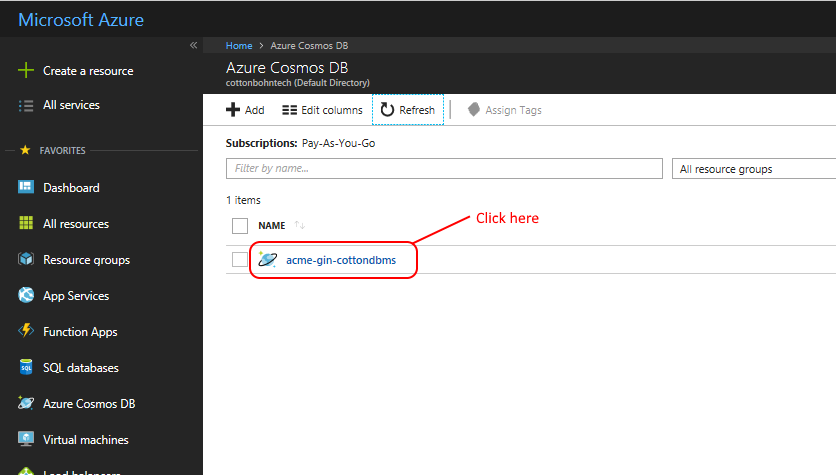 Microsoft Azure
«
Create a resource
All services
FAVORITES
Dashboard
All resources
Resource groups
App Services
Function Apps
SQL databases
Azure Cosmos DB
Virtual machines
Load balancers
Home > Azure Cosmos DB
Azure Cosmos DB
cottonbohntech (Default Directory)
Add Edit columns Refresh Assign Tags
Subscriptions: Pay-As-You-Go
Filter by name... All resource groups
1 items
NAME
Click here
acme-gin-cottondbms